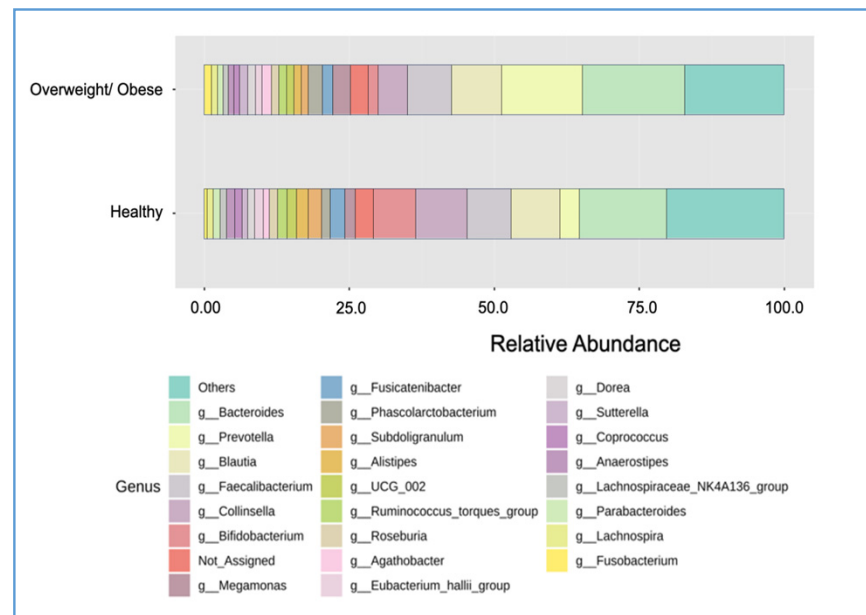 Overweight/ Obese
Healthy
0.00 25.0 50.0 75.0 100.0
Relative Abundance
Genus
Others
g__Bacteroides
g__Prevotella
g__Blautia
g__Faecalibacterium
g__Collinsella
g__Bifidobacterium
Not_Assigned
g__Megamonas
g__Fusicatenibacter
g__Phascolarctobacterium
g__Subdoligranulum
g__Alistipes
g__UCG_002
g__Ruminococcus_torques_group
g__Roseburia
g__Agathobacter
g__Eubacterium_hallii_group
g__Dorea
g__Sutterella
g__Coprococcus
g__Anaerostipes
g__Lachnospiraceae_NK4A136_group
g__Parabacteroides
g__Lachnospira
g__Fusobacterium